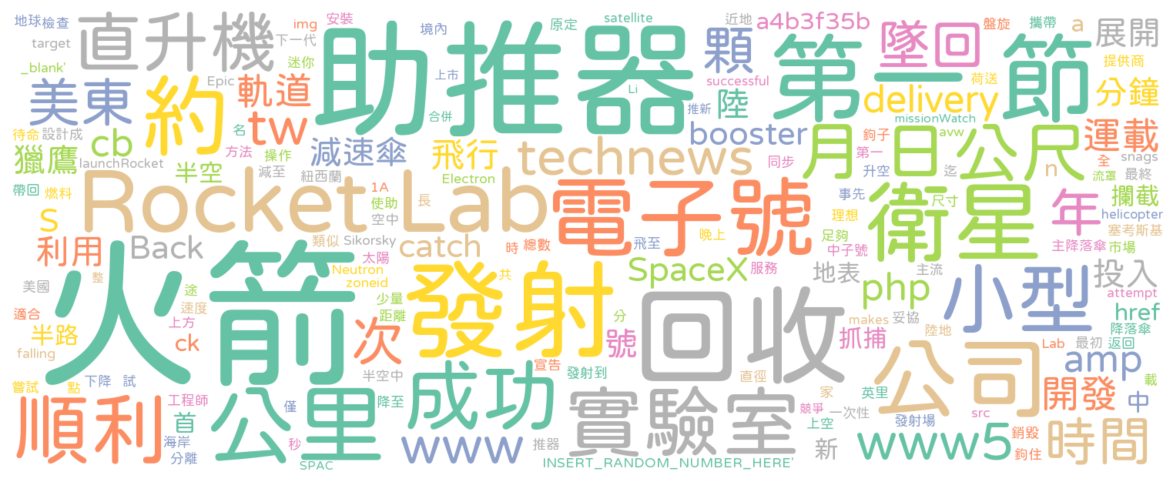 地球 檢查 img 安裝 境內 原定 satellite 近地 a4b3f35b 盤旋 攜帶 a 展開
target 直升機 下一代 迷你 助推器 顆 墜回 第一節 提供商
_blank' Epic 上市 Li successful 荷送
美東 約 軌道 合併 陸 delivery 分鐘
待命 設計成 名 tw 推新 missionWatch
獵鷹 cb 方法 操作 減速傘 飛行 booster 同步 鉤子 avw 月 日 公尺 運載
launchRocket 半空 減至 紐西蘭 Electron technews 第一 升空 迄 n 全 snags
帶回 燃料 1A 使助 最終 流罩
S Rocket Lab 長 空中 電子號 事先 衛星 尺寸 年 攔截 helicopter
利用 Back 類似 Sikorsky 時 總數 飛至 晚上 理想 足夠 主降落傘 市場 塞考斯基
catch 太陽 中子號
美國 整 火箭 Neutron zoneid 共 發射 SpaceX 服務 地表 主流 小型 投入
途 速度 少量 距離 回收 php attempt
適合 半路 上方 分 makes 妥協 陸地 href
falling ck 次 號 抓捕 最初 Lab 降落傘 返回
嘗試 點 下降 試 半空中 宣告 直徑 家 英里 公司 amp 載
順利 工程師 公里 僅 降至 成功 發射到 實驗室 競爭 一次性 src 開發 中
首 上空 發射場
海岸 分離 秒 www 推器 新 www5 銷毀 鉤住 時間
SPAC INSERT_RANDOM_NUMBER_HERE'